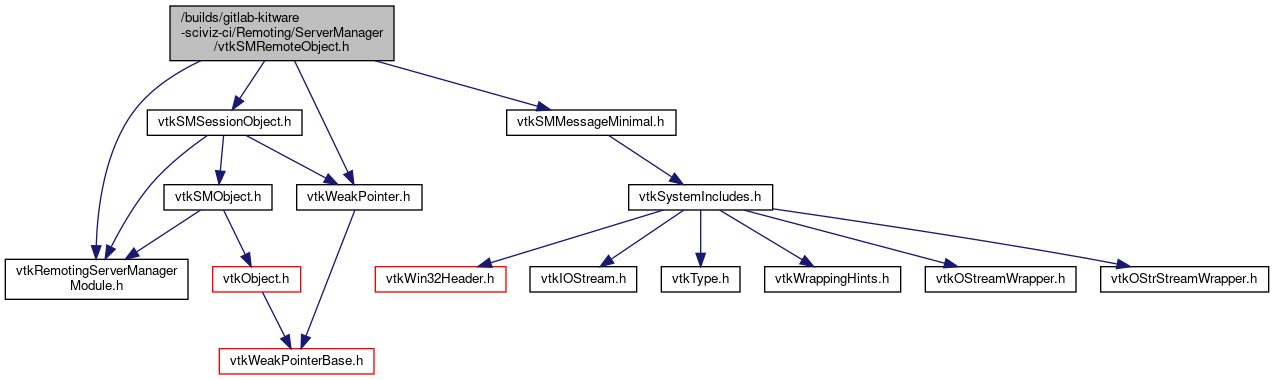 /builds/gitlab-kitware
-sciviz-ci/Remoting/ServerManager
/vtkSMRemoteObject.h
vtkSMSessionObject.h
vtkSMMessageMinimal.h
vtkSMObject.h
vtkWeakPointer.h
vtkSystemIncludes.h
vtkRemotingServerManager
Module.h
vtkObject.h
vtkWin32Header.h
vtkIOStream.h
vtkType.h
vtkWrappingHints.h
vtkOStreamWrapper.h
vtkOStrStreamWrapper.h
vtkWeakPointerBase.h